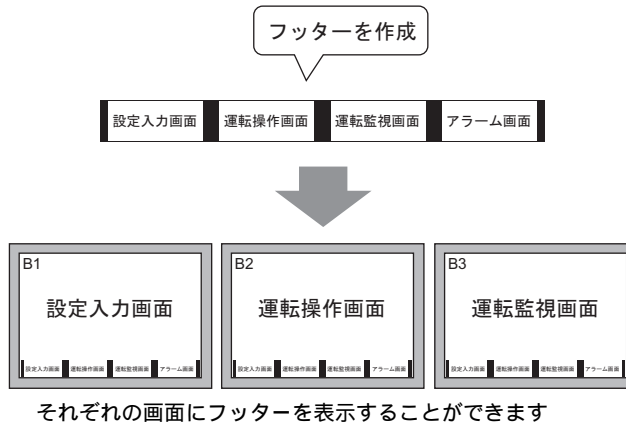 フッターを作成
設定入力画面 運転操作画面 運転監視画面 アラーム画面
B1 B2 B3
設定入力画面 運転操作画面 運転監視画面
設定入力画面 運転操作画面 運転監視画面 アラーム画面 設定入力画面 運転操作画面 運転監視画面 アラーム画面 設定入力画面 運転操作画面 運転監視画面 アラーム画面
それぞれの画面にフッターを表示することができます